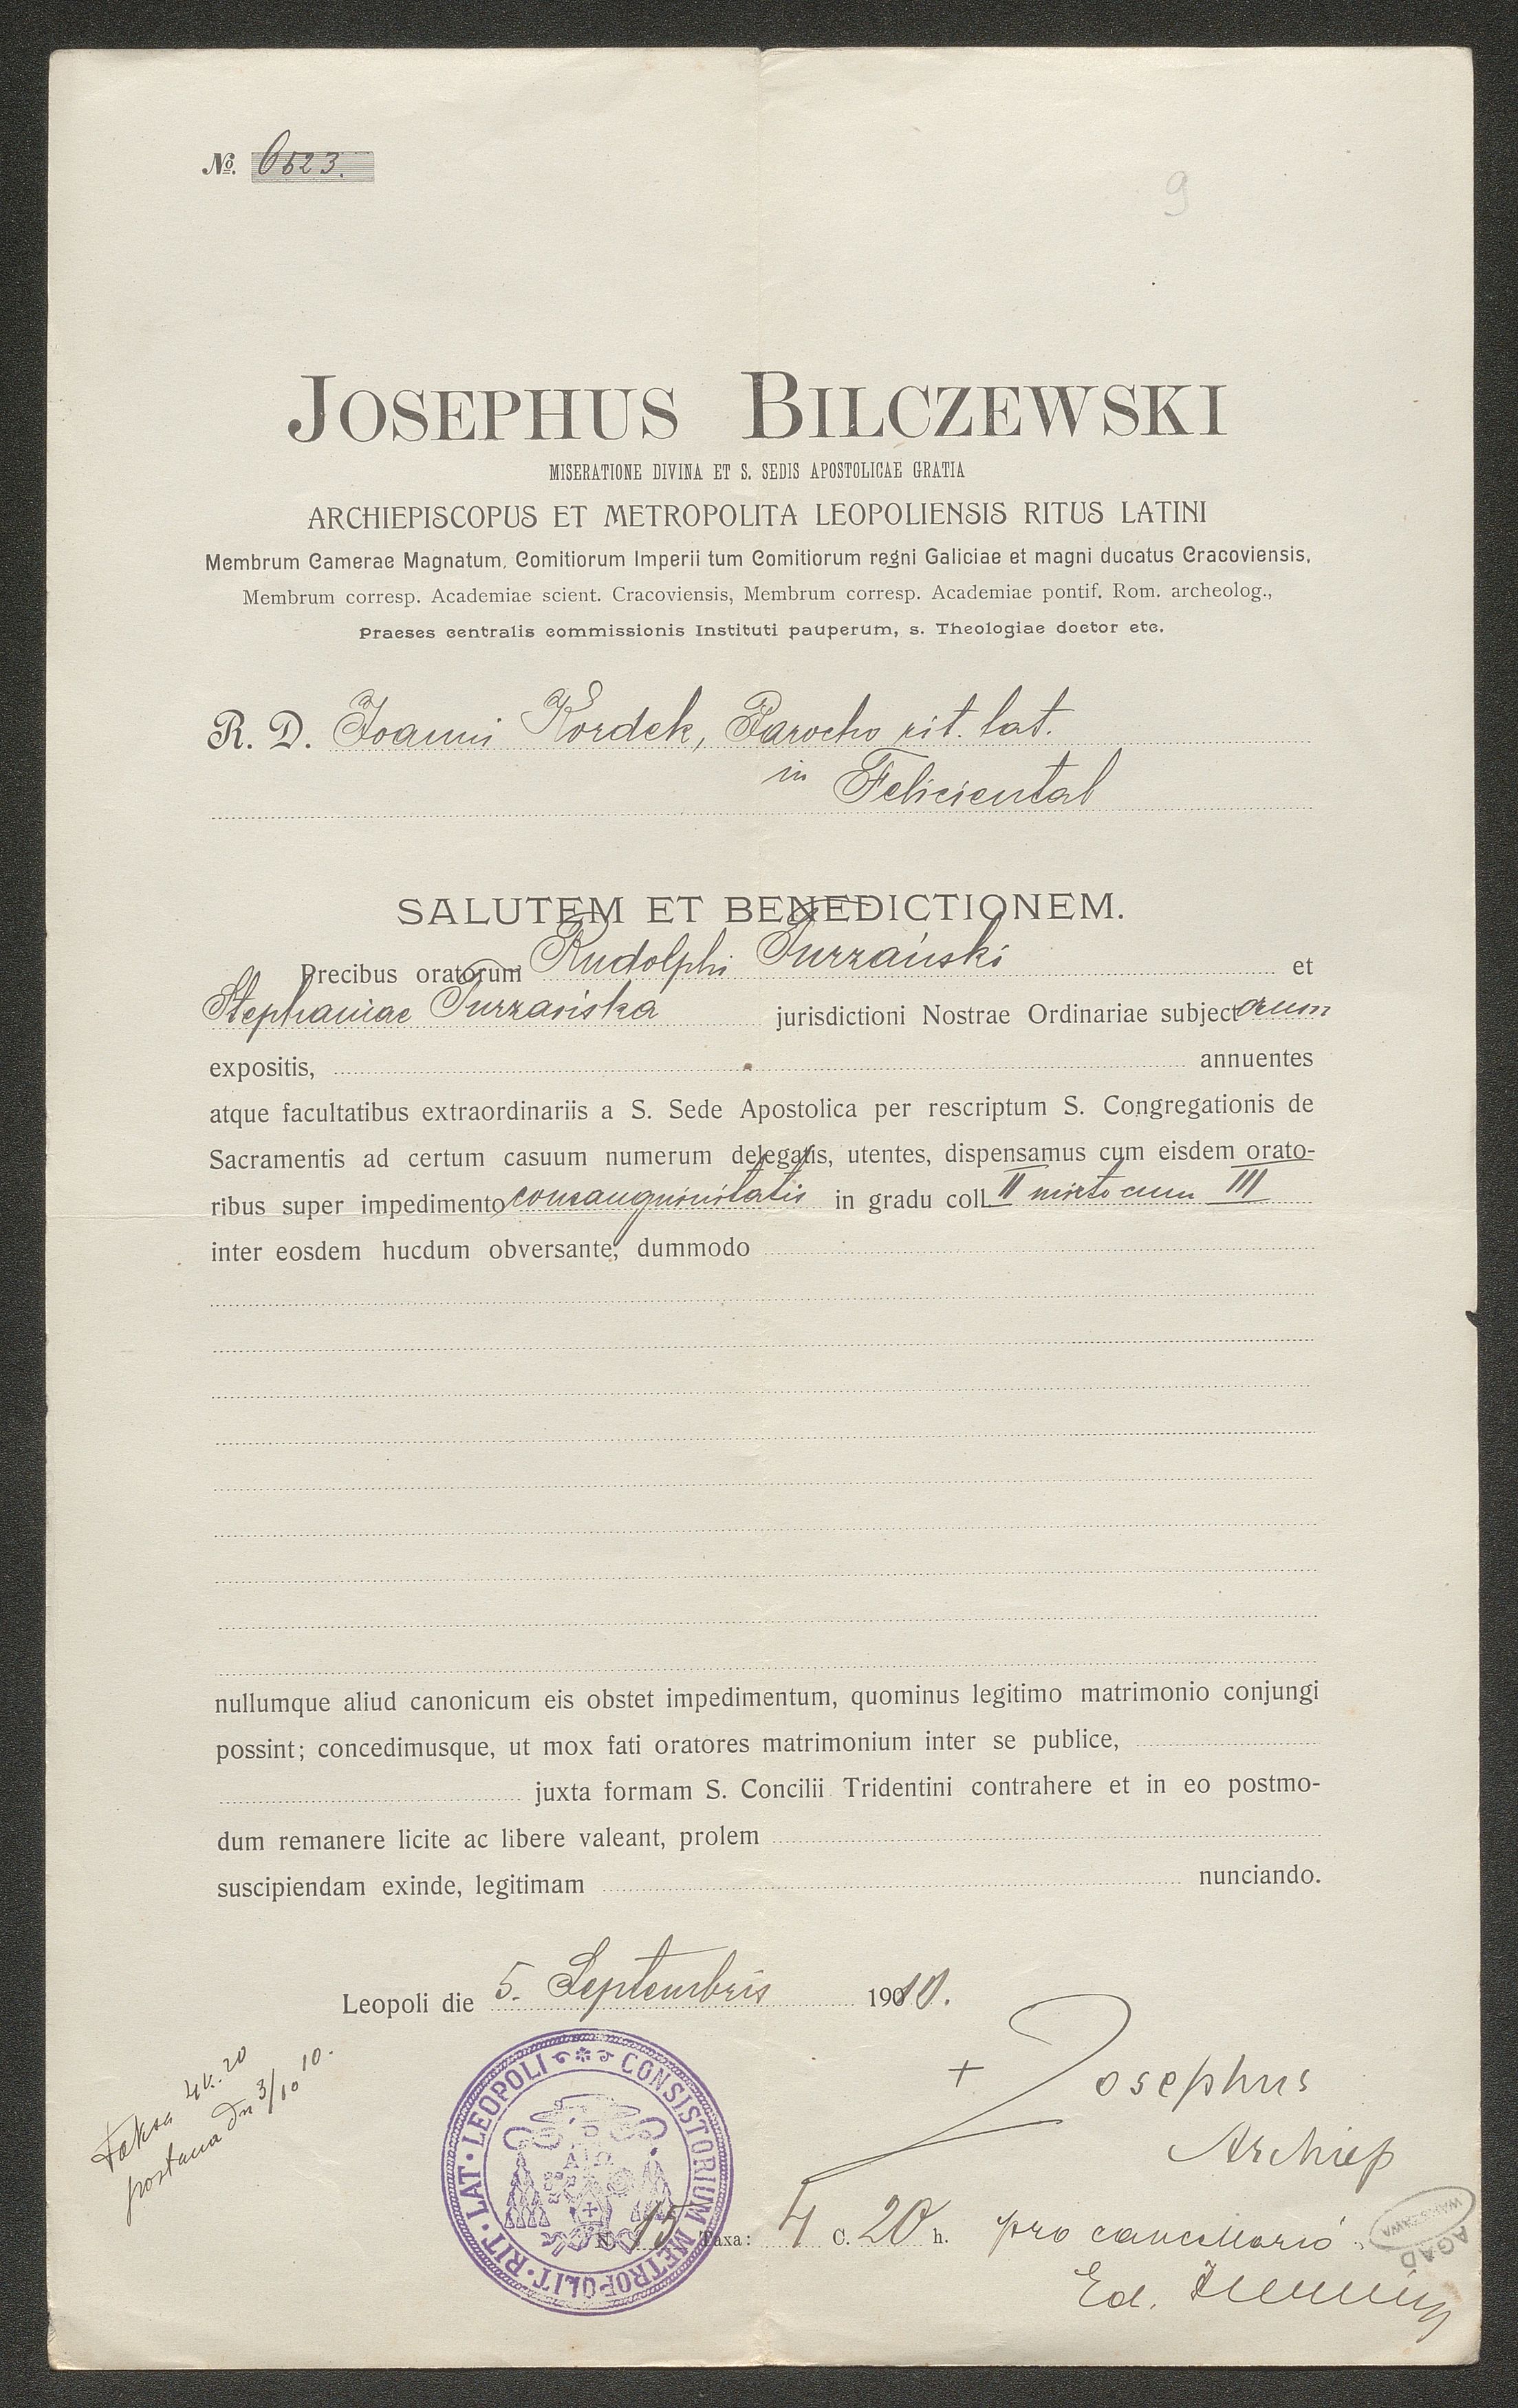 №. 6523.
9
JOSEPHUS BILCZEWSKI
MISERATIONE DIVINA ET S. SEDIS APOSTOLICAE GRATIA
ARCHIEPISCOPUS ET METROPOLITA LEOPOLIENSIS RITUS LATINI
Membrum Camerae Magnatum, Comitiorum Imperii tum Comitiorum regni Galiciae et magni ducatus Cracoviensis,
Membrum corresp. Academiae scient. Cracoviensis, Membrum corresp. Academiae pontif. Rom. archeolog.,
Praeses centralis commissionis Instituti pauperum, s. Theologiae doctor etc.
R. D. Joanni Kordek, Parocho rit. lat.
in Feliciental
SALUTEM ET BENEDICTIONEM.
Precibus oratorum Rudolphi Turzański et
Stephaniae Turzańska jurisdictioni Nostrae Ordinariae subjectorum
expositis, annuentes
atque facultatibus extraordinariis a S. Sede Apostolica per rescriptum S. Congregationis de
Sacramentis ad certum casuum numerum delegatis, utentes, dispensamus cum eisdem orato-
ribus super impedimento consanguinitatis in gradu coll. II mixto cum III
inter eosdem hucdum obversante, dummodo
nullumque aliud canonicum eis obstet impedimentum, quominus legitimo matrimonio conjungi
possint; concedimusque, ut mox fati oratores matrimonium inter se publice,
juxta formam S. Concilii Tridentini contrahere et in eo postmo-
dum remanere licite ac libere valeant, prolem
suscipiendam exinde, legitimam nunciando.
Leopoli die 5. Septembris 1910.
Taksa 4k. 20
posłana dn 3/10 10.
CONSISTORIUM METROPOLIT. RIT. LAT. LEOPOLI
+ Josephus
Archiep
N. 15 Taxa: 4 C. 20 h. pro cancellario
Ed.
AGAD
WARSZAWA